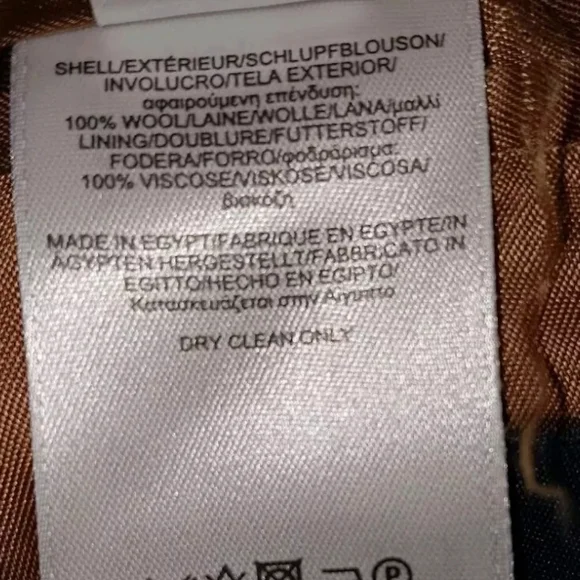 SHELL/EXTÉRIEUR/SCHLUPFBLOUSON/
INVOLUCRO/TELA EXTERIOR/
αφαιρούμενη επένδυση:
100% WOOL/LAINE/WOLLE/LANA/μαλλί
LINING/DOUBLURE/FUTTERSTOFF/
FODERA/FORRO/φοδράρισμα:
100% VISCOSE/VISKOSE/VISCOSA/
βισκόζη
MADE IN EGYPT/FABRIQUE EN EGYPTE/IN
ÄGYPTEN HERGESTELLT/FABBRICATO IN
EGITTO/HECHO EN EGIPTO/
Κατασκευάζεται στην Αίγυπτο
DRY CLEAN ONLY
P